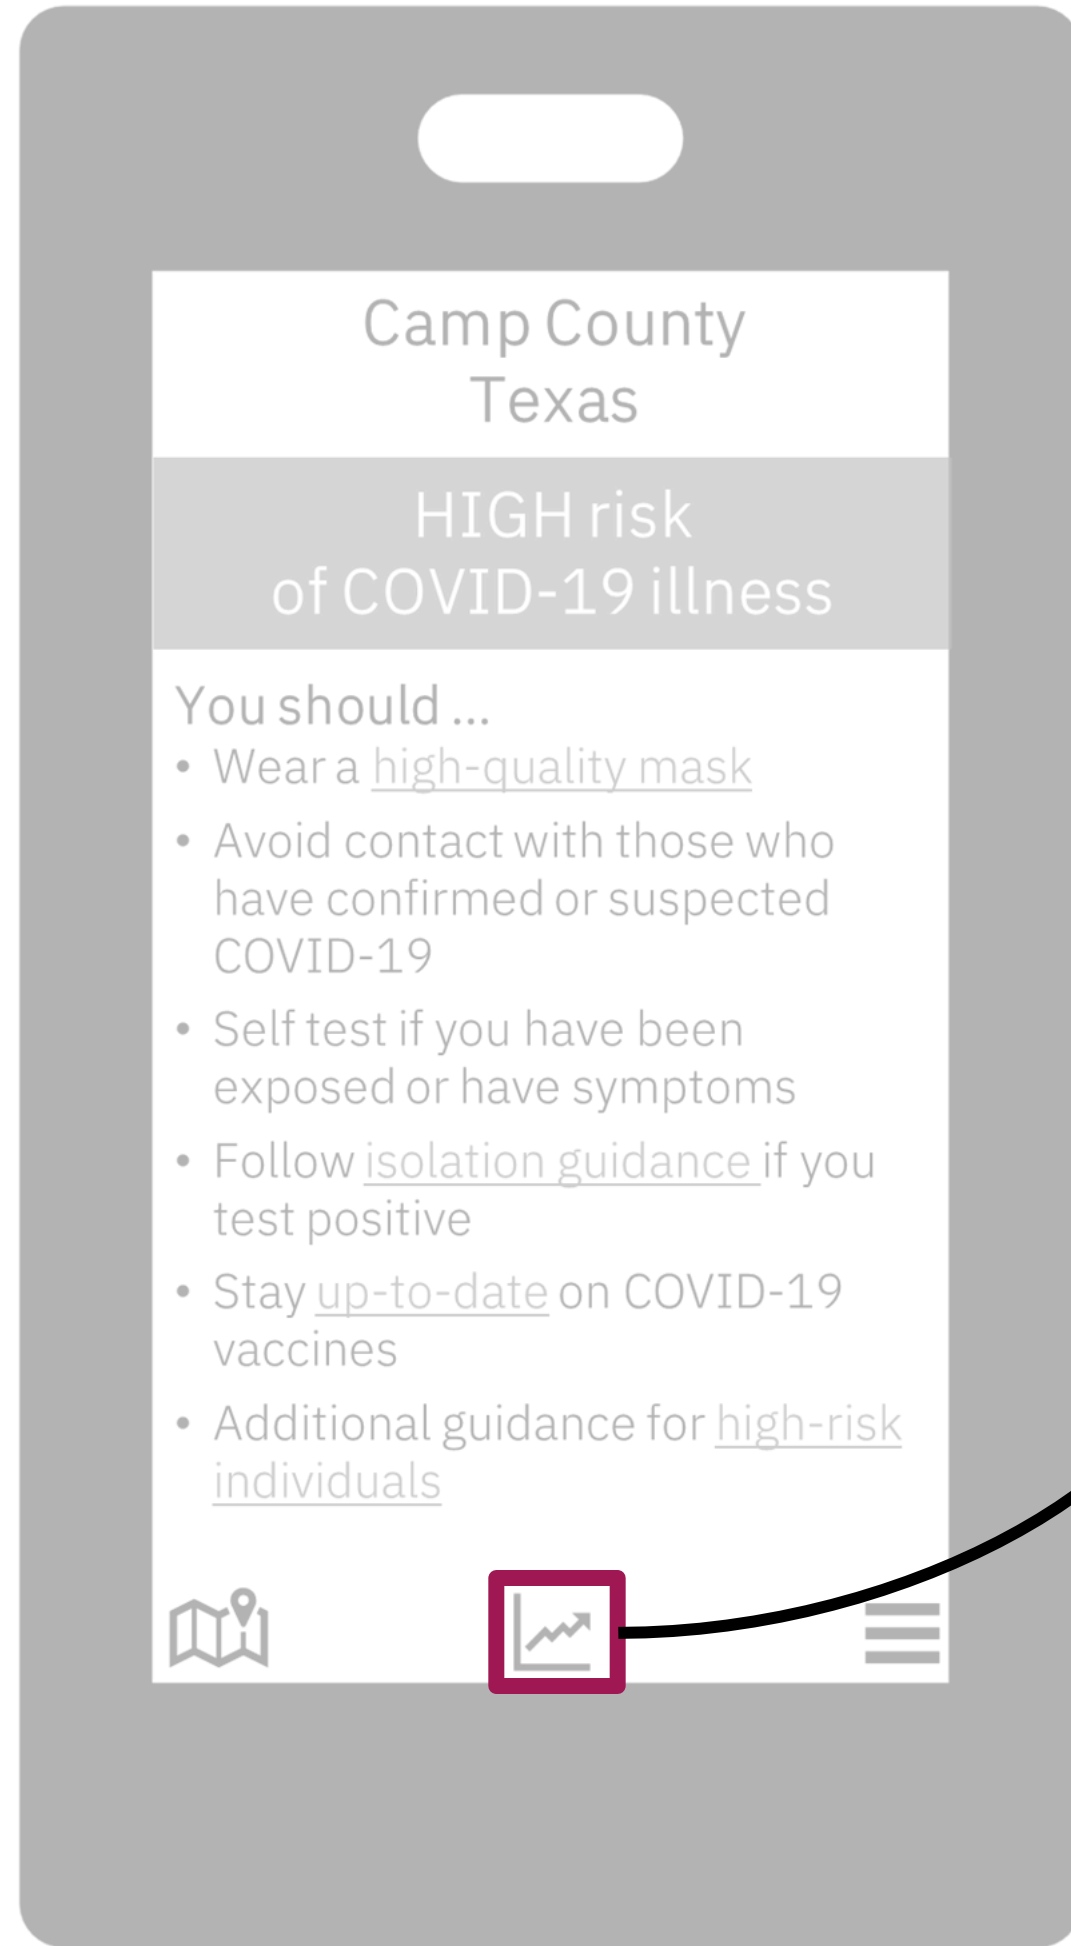 Camp County
Texas
HIGH risk
of COVID-19 illness
You should ...
• Wear a high-quality mask
• Avoid contact with those who
have confirmed or suspected
COVID-19
• Self test if you have been
exposed or have symptoms
• Follow isolation guidance if you
test positive
• Stay up-to-date on COVID-19
vaccines
• Additional guidance for high-risk
individuals